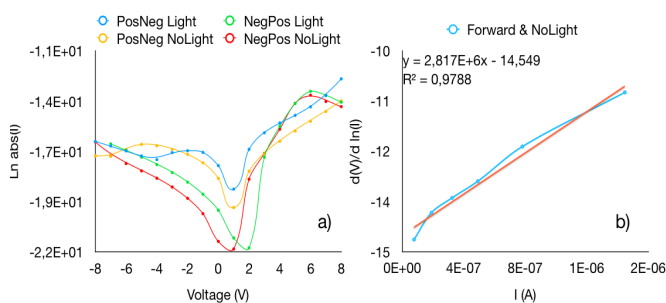 PosNeg Light NegPos Light
PosNeg NoLight NegPos NoLight
-1,1E+01
-1,4E+01
-1,7E+01
-1,9E+01
-2,2E+01
Ln abs(I)
-8 -6 -4 -2 0 2 4 6 8
Voltage (V)
a)
Forward & NoLight
y = 2,817E+6x - 14,549
R² = 0,9788
-10
-11
-12
-14
-15
d(V)/d ln(I)
0E+00 4E-07 8E-07 1E-06 2E-06
I (A)
b)